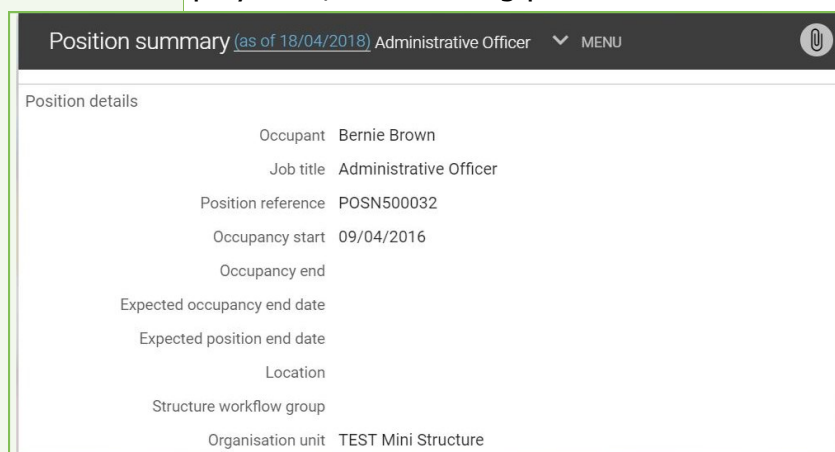 Position summary (as of 18/04/2018) Administrative Officer MENU
Position details
Occupant Bernie Brown
Job title Administrative Officer
Position reference POSN500032
Occupancy start 09/04/2016
Occupancy end
Expected occupancy end date
Expected position end date
Location
Structure workflow group
Organisation unit TEST Mini Structure